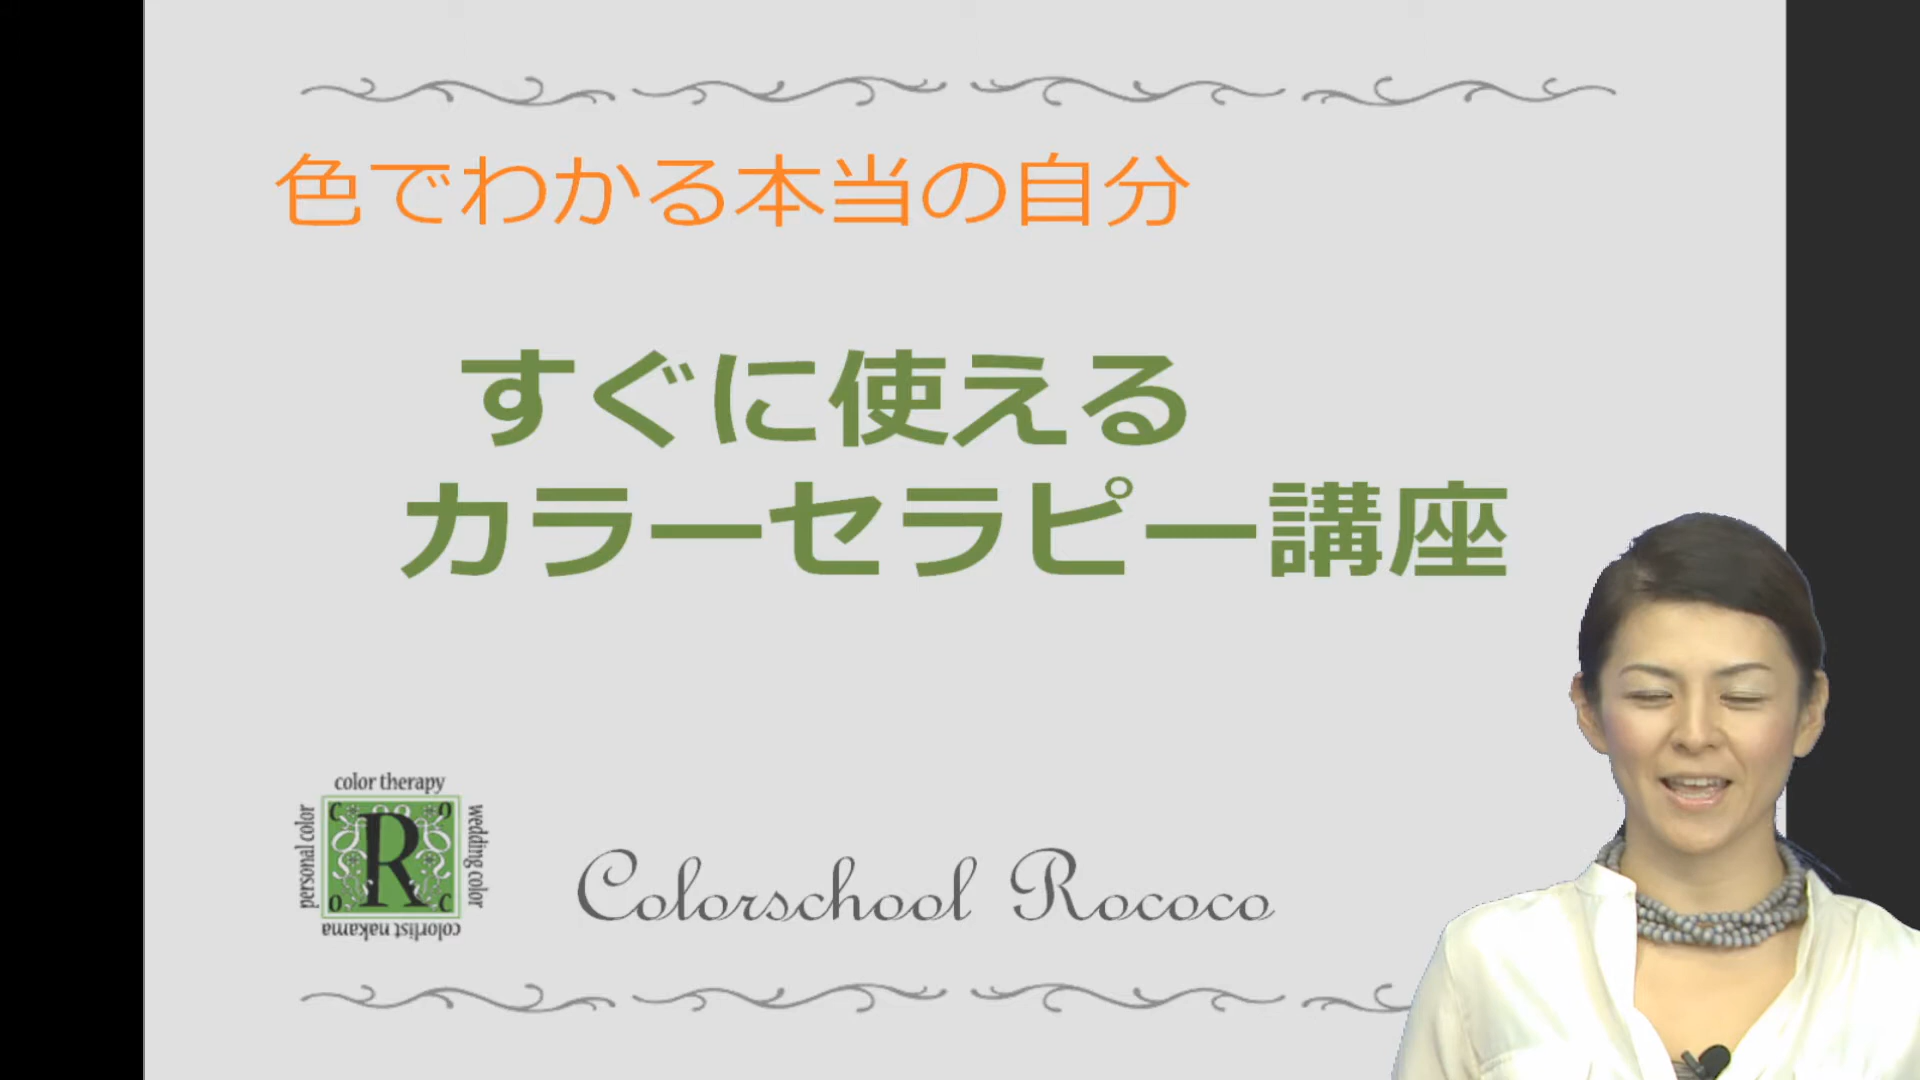 色でわかる本当の自分
すぐに使える
カラーセラピー講座
color therapy
personal color
wedding color
colorlist nakama
C O
R
O C
Colorschool Rococo